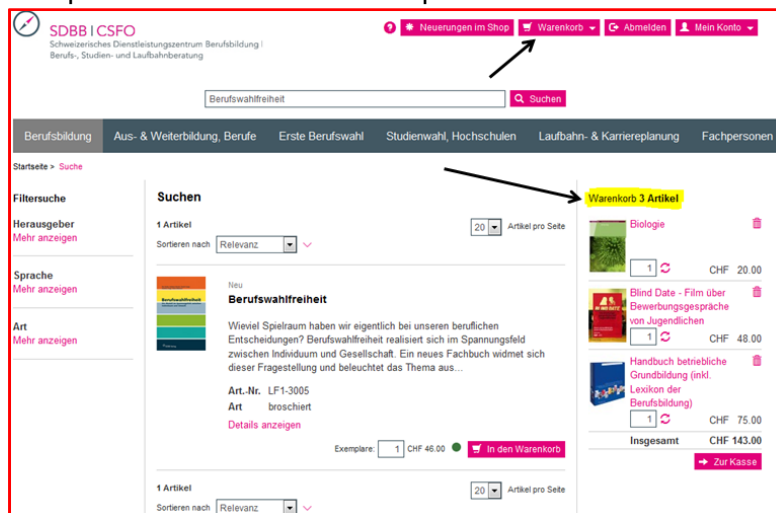 SDBB | CSFO
Schweizerisches Dienstleistungszentrum Berufsbildung |
Berufs-, Studien- und Laufbahnberatung
? Neuerungen im Shop Warenkorb Abmelden Mein Konto
Berufswahlfreiheit Suchen
Berufsbildung Aus- & Weiterbildung, Berufe Erste Berufswahl Studienwahl, Hochschulen Laufbahn- & Karriereplanung Fachpersonen
Startseite > Suche
Filtersuche
Herausgeber
Mehr anzeigen
Sprache
Mehr anzeigen
Art
Mehr anzeigen
Suchen
1 Artikel
20 Artikel pro Seite
Sortieren nach Relevanz
Berufswahlfreiheit
Neu
Berufswahlfreiheit
Wieviel Spielraum haben wir eigentlich bei unseren beruflichen
Entscheidungen? Berufswahlfreiheit realisiert sich im Spannungsfeld
zwischen Individuum und Gesellschaft. Ein neues Fachbuch widmet sich
dieser Fragestellung und beleuchtet das Thema aus...
Art.-Nr. LF1-3005
Art broschiert
Details anzeigen
Exemplare: 1 CHF 46.00 In den Warenkorb
1 Artikel
20 Artikel pro Seite
Sortieren nach Relevanz
Warenkorb 3 Artikel
Biologie
1 CHF 20.00
Blind Date - Film über
Bewerbungsgespräche
von Jugendlichen
1 CHF 48.00
Handbuch betriebliche
Grundbildung (inkl.
Lexikon der
Berufsbildung)
1 CHF 75.00
Insgesamt CHF 143.00
Zur Kasse